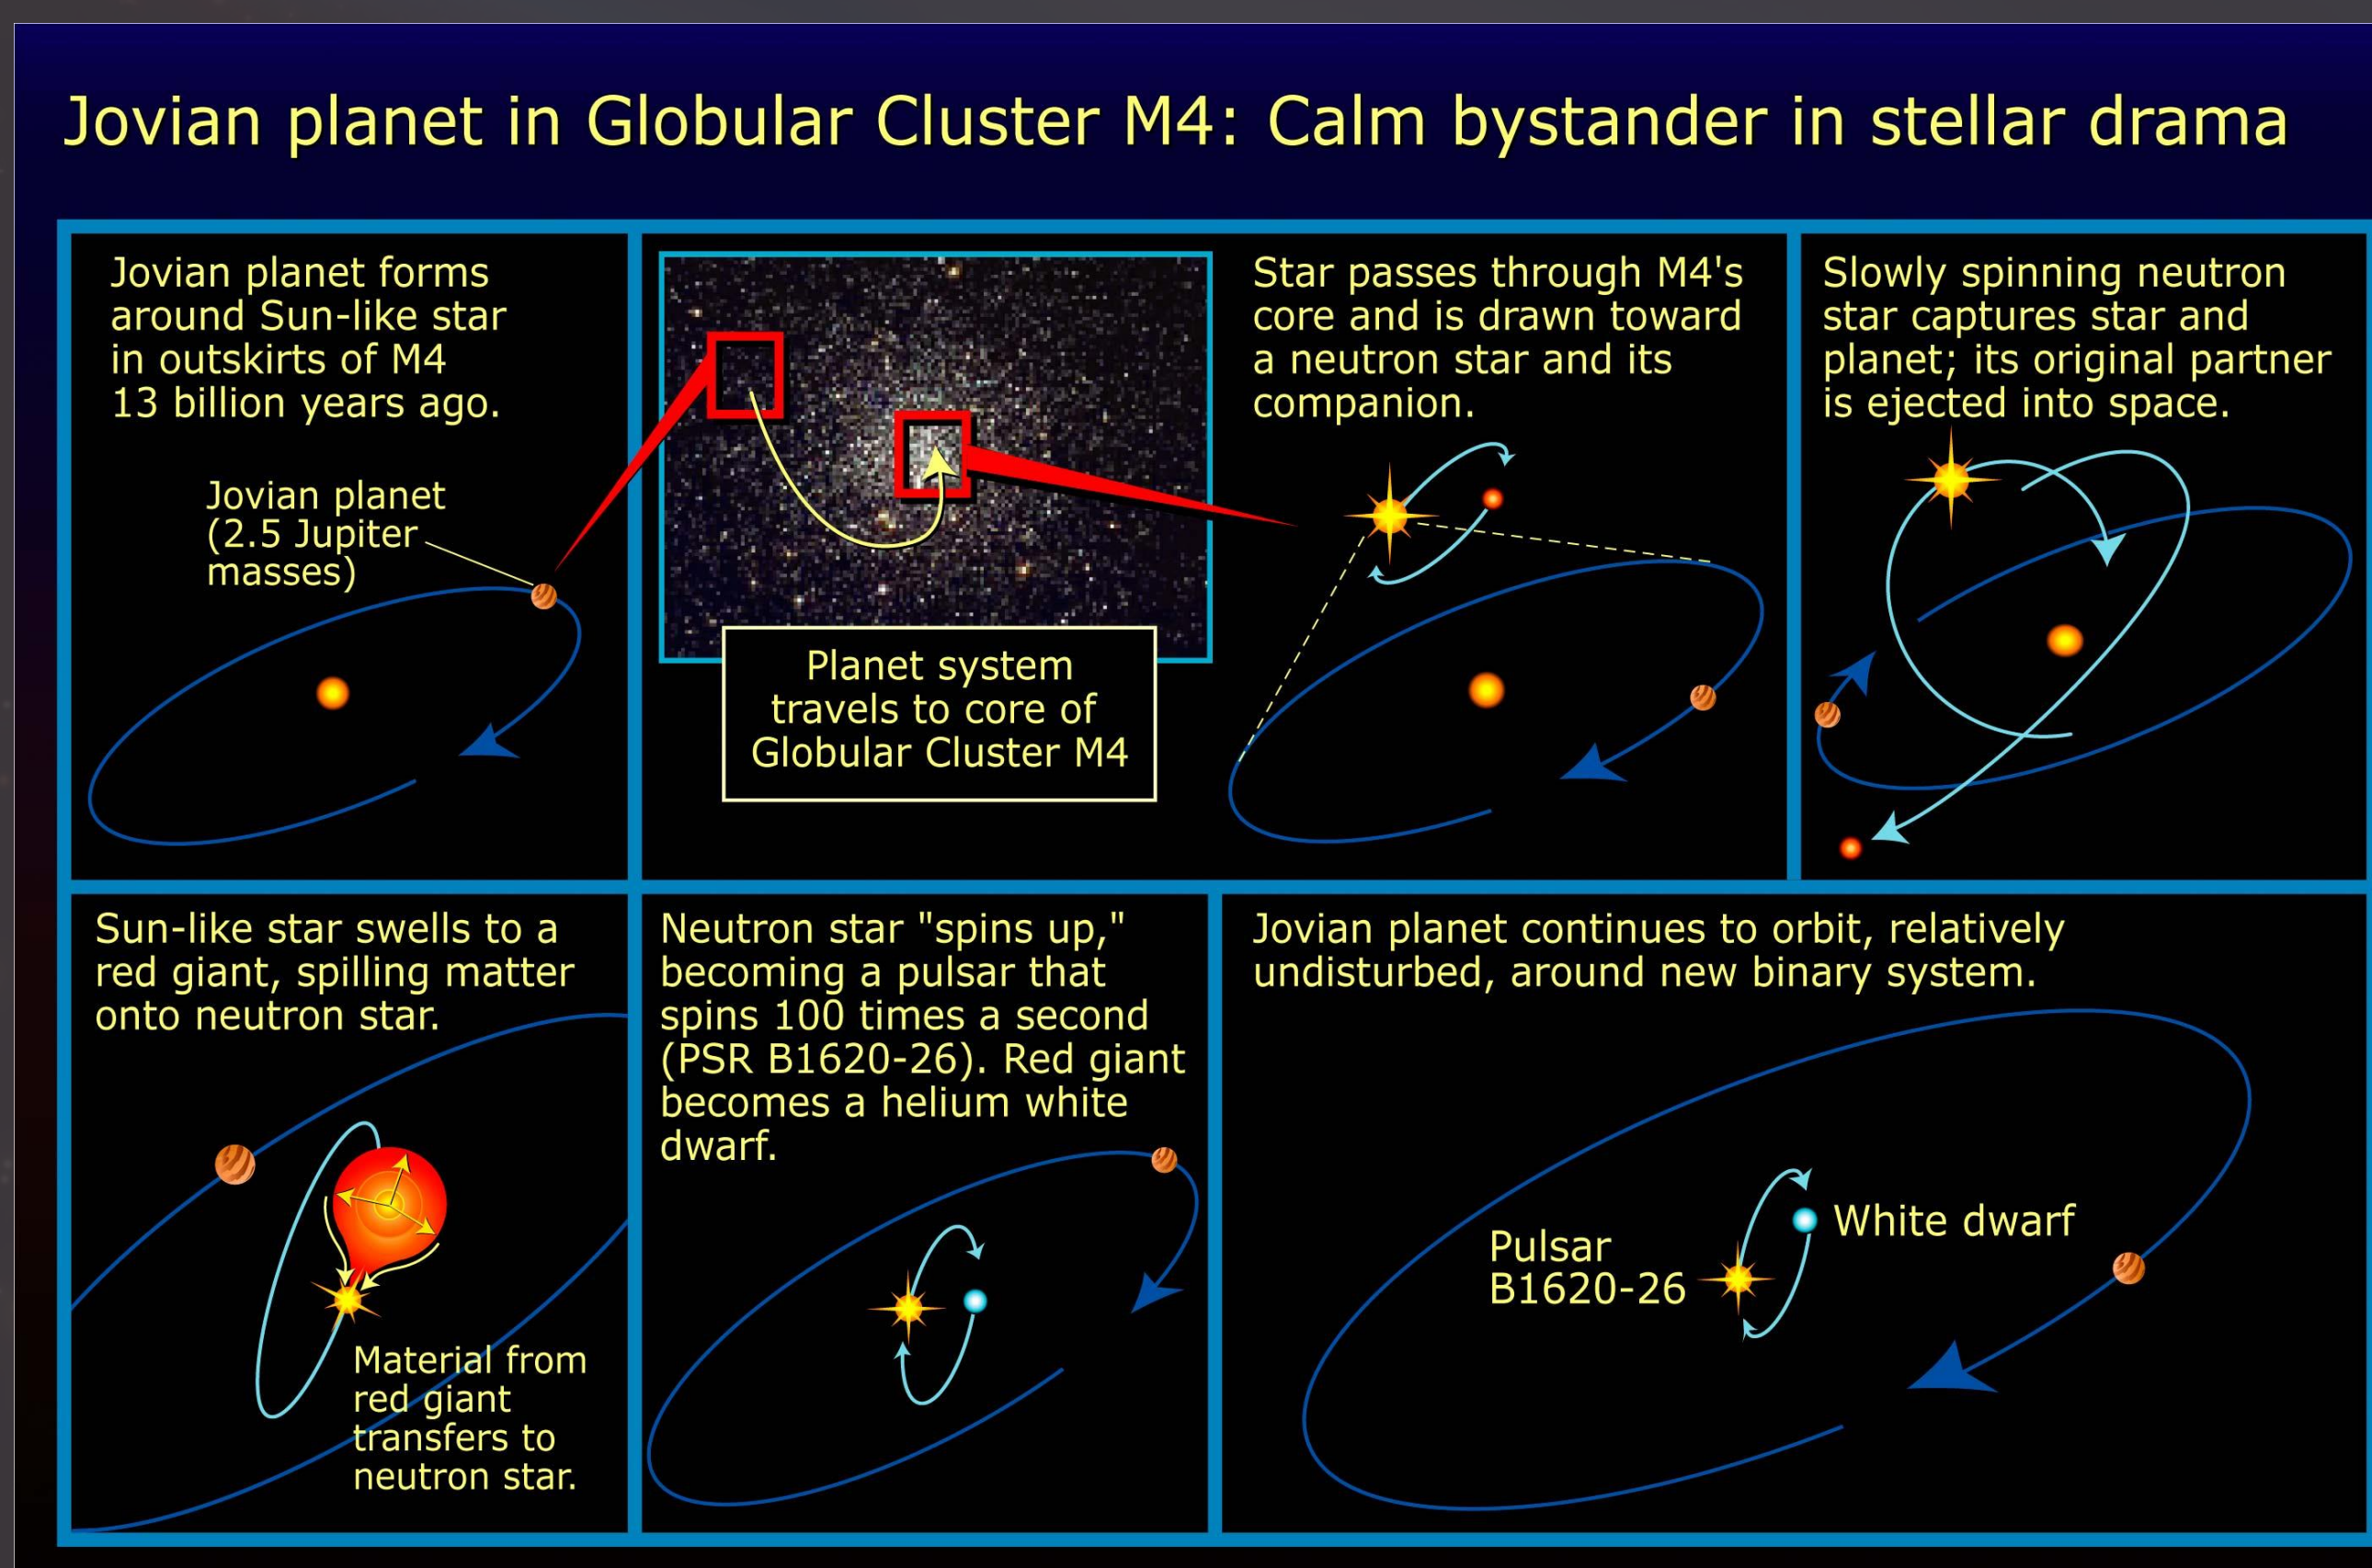 Jovian planet in Globular Cluster M4: Calm bystander in stellar drama
Jovian planet forms
around Sun-like star
in outskirts of M4
13 billion years ago.
Jovian planet
(2.5 Jupiter
masses)
Planet system
travels to core of
Globular Cluster M4
Star passes through M4's
core and is drawn toward
a neutron star and its
companion.
Slowly spinning neutron
star captures star and
planet; its original partner
is ejected into space.
Sun-like star swells to a
red giant, spilling matter
onto neutron star.
Material from
red giant
transfers to
neutron star.
Neutron star "spins up,"
becoming a pulsar that
spins 100 times a second
(PSR B1620-26). Red giant
becomes a helium white
dwarf.
Jovian planet continues to orbit, relatively
undisturbed, around new binary system.
Pulsar
B1620-26
White dwarf